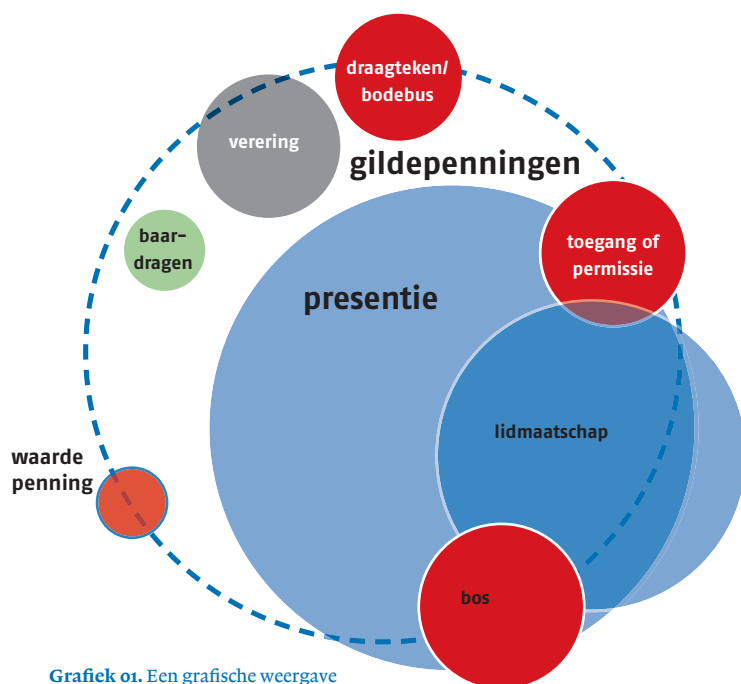 draagteken/
bodebus
verering
gildepenningen
baar-
dragen
toegang of
permissie
presentie
lidmaatschap
waarde
penning
bos
Grafiek 01. Een grafische weergave